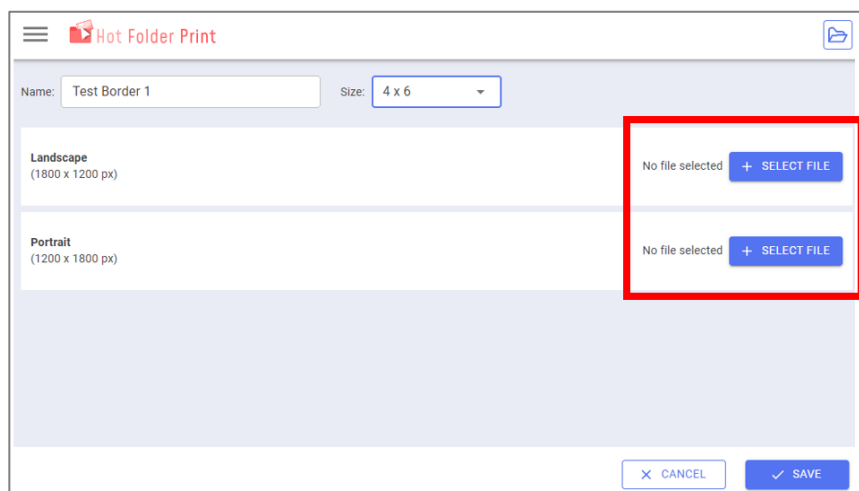 Hot Folder Print
Name: Test Border 1 Size: 4 x 6
Landscape
(1800 x 1200 px)
No file selected + SELECT FILE
Portrait
(1200 x 1800 px)
No file selected + SELECT FILE
CANCEL SAVE